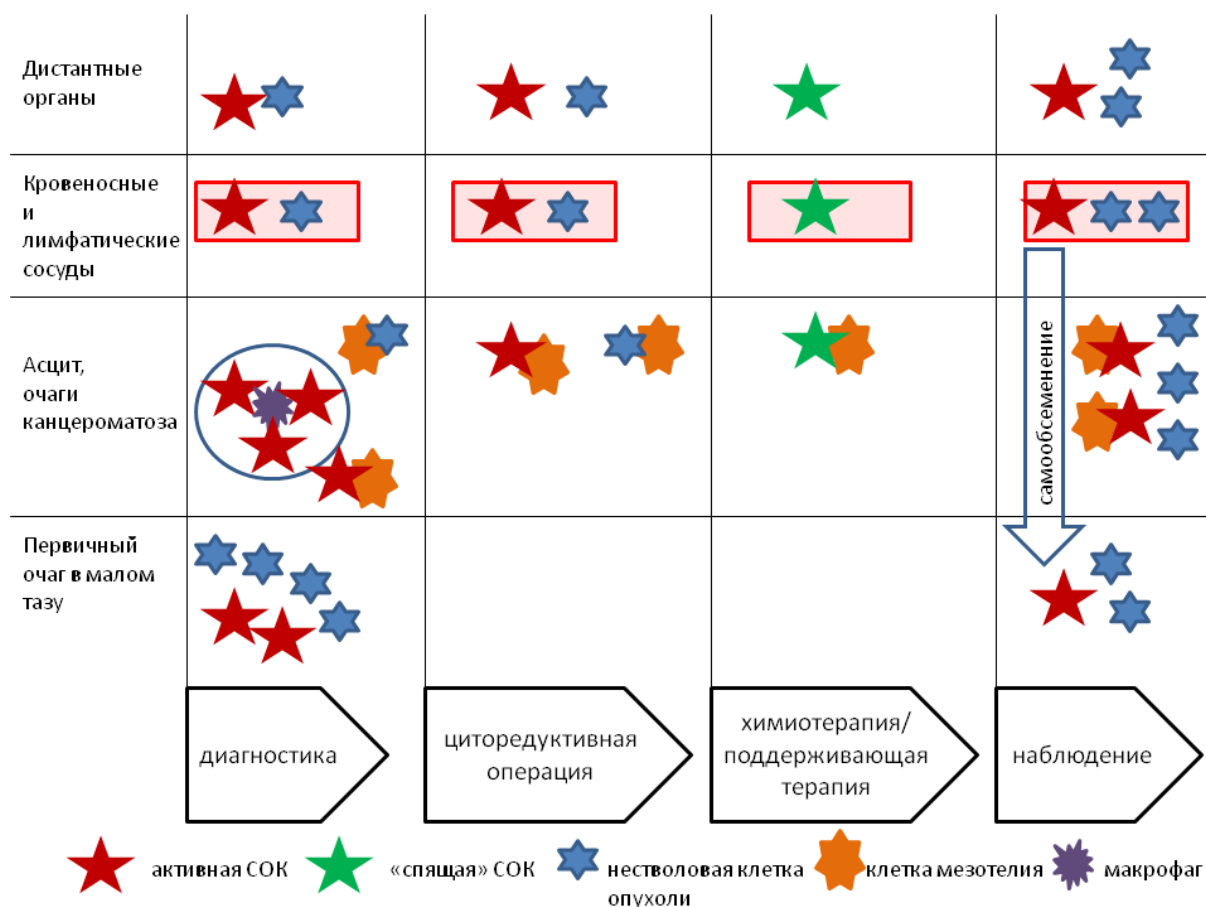 Дистантные
органы
Кровеносные
и
лимфатические
сосуды
Асцит,
очаги
канцероматоза
самообсеменение
Первичный
очаг в малом
тазу
диагностика
циторедуктивная
операция
химиотерапия/
поддерживающая
терапия
наблюдение
активная СОК
«спящая» СОК
нестволовая клетка
опухоли
клетка мезотелия
макрофаг